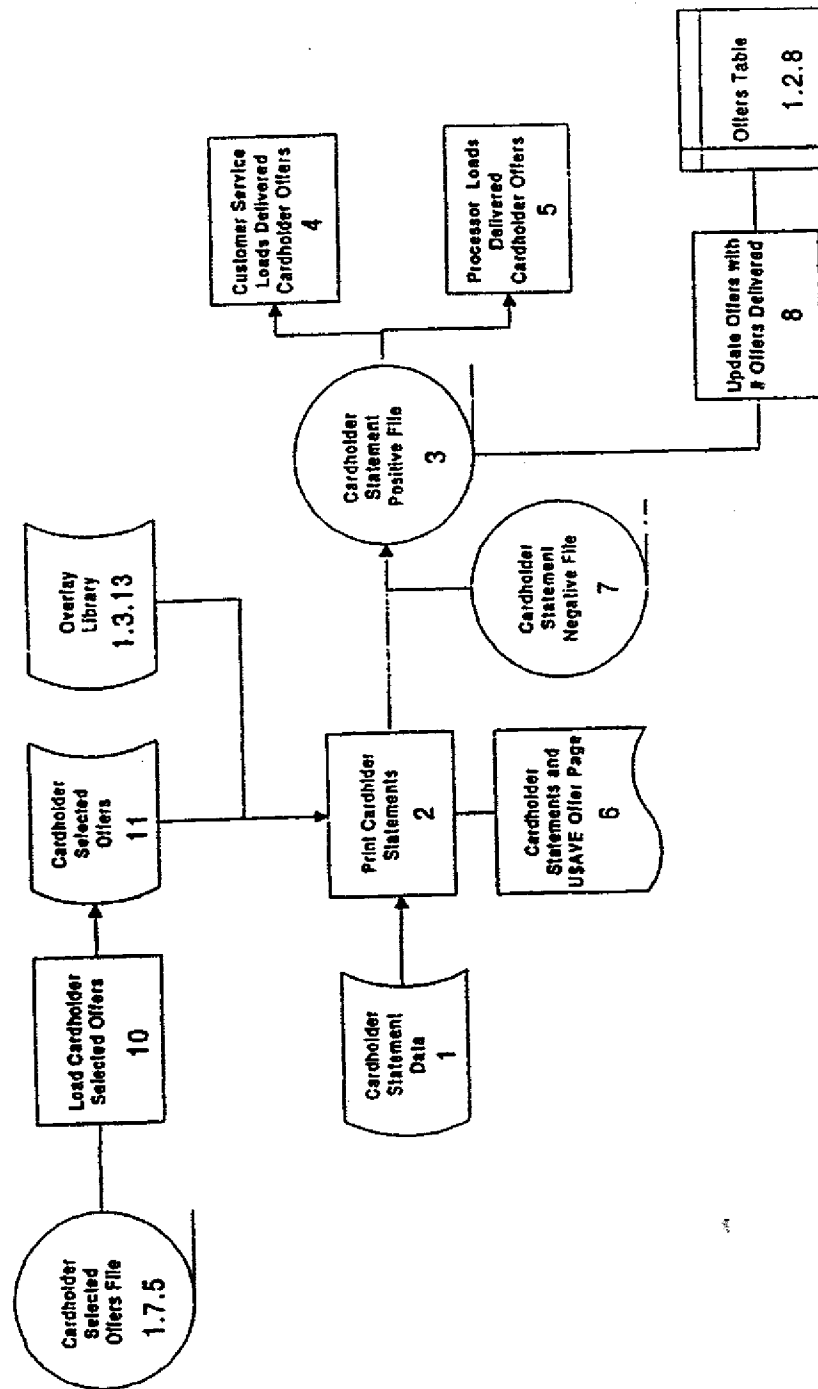 Cardholder
Selected
Offers File
1.7.5
Load Cardholder
Selected Offers
10
Cardholder
Selected
Offers
11
Overlay
Library
1.3.13
Cardholder
Statement
Data
1
Print Cardhlder
Statements
2
Cardholder
Statements and
USAVE Offer Page
6
Cardholder
Statement
Negative File
7
Cardholder
Statement
Positive File
3
Customer Service
Loads Delivered
Cardholder Offers
4
Processor Loads
Delivered
Cardholder Offers
5
Update Offers with
# Offers Delivered
8
Offers Table
1.2.8